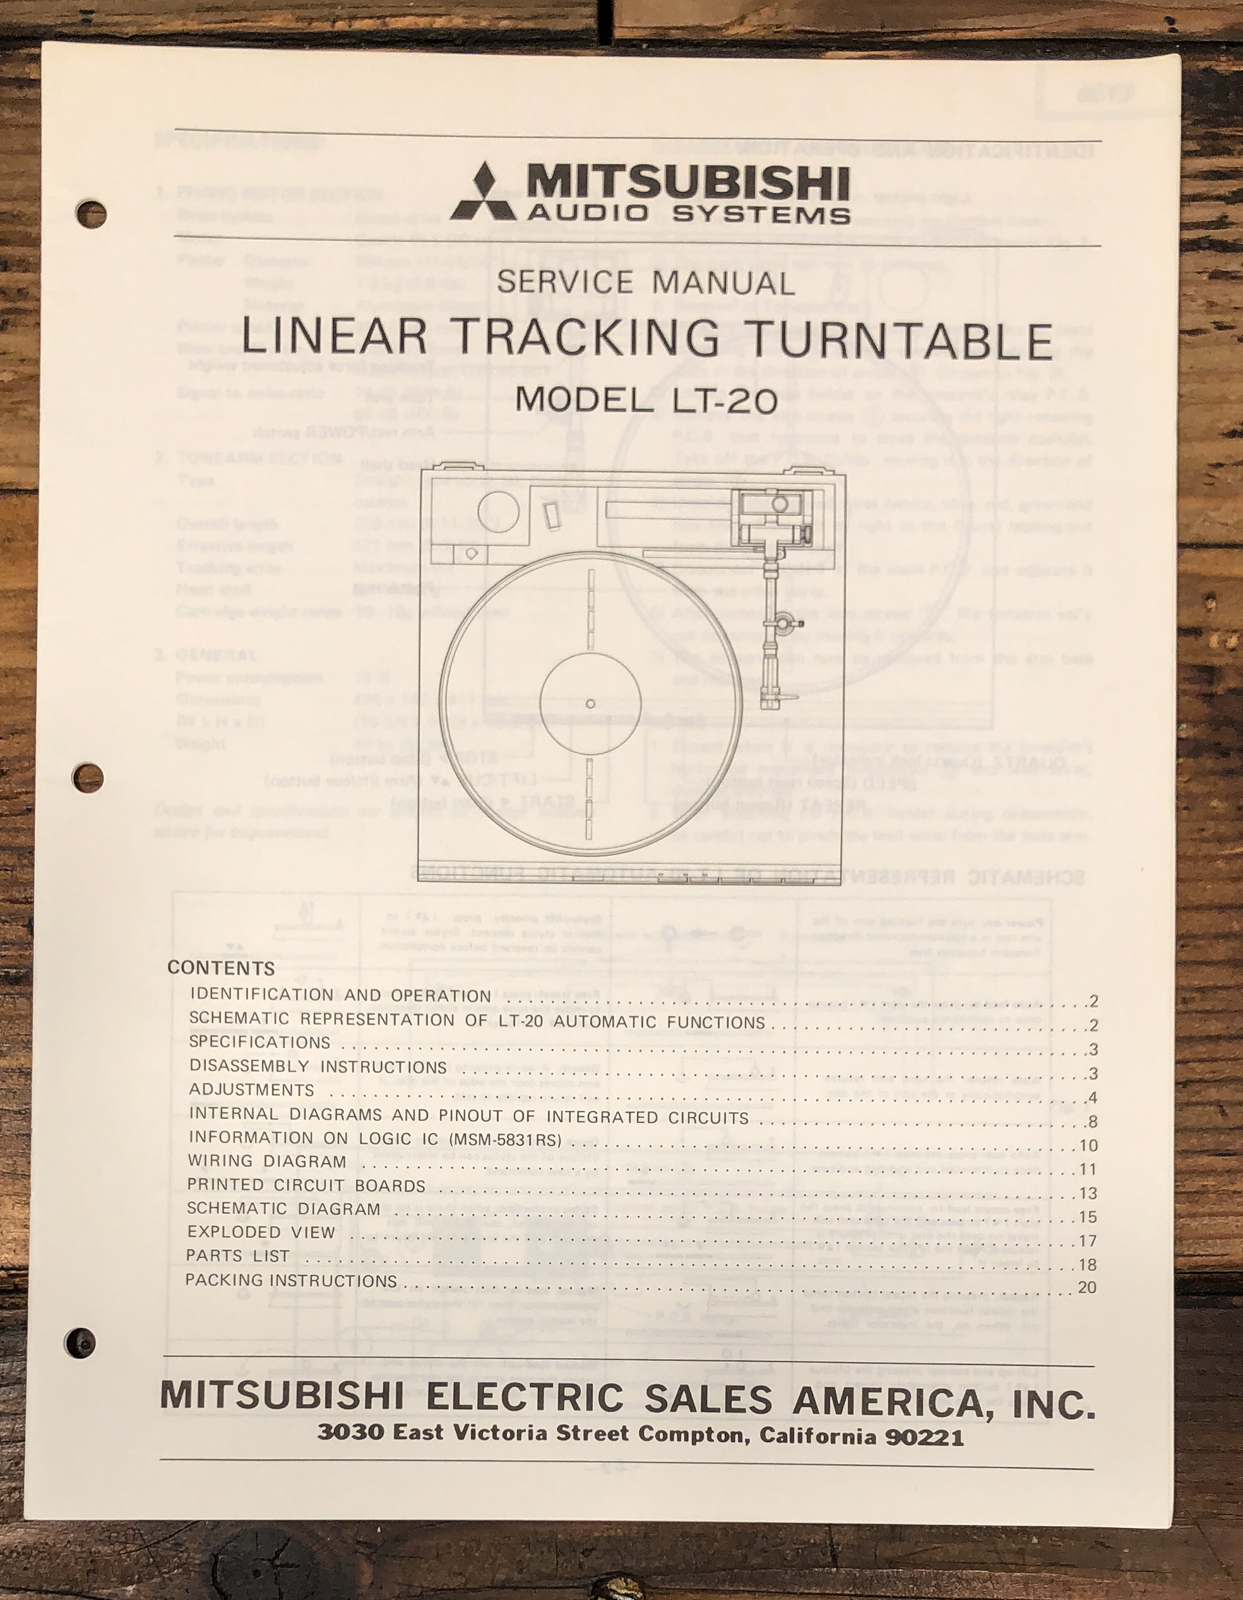 MITSUBISHI
AUDIO SYSTEMS
SERVICE MANUAL
LINEAR TRACKING TURNTABLE
MODEL LT-20
CONTENTS
IDENTIFICATION AND OPERATION . . . . . . . . . . . . . . . . . . . . 2
SCHEMATIC REPRESENTATION OF LT-20 AUTOMATIC FUNCTIONS . . . . . . . . . . . . . . . . . . . . 2
SPECIFICATIONS . . . . . . . . . . . . . . . . . . . . 3
DISASSEMBLY INSTRUCTIONS . . . . . . . . . . . . . . . . . . . . 3
ADJUSTMENTS . . . . . . . . . . . . . . . . . . . . 4
INTERNAL DIAGRAMS AND PINOUT OF INTEGRATED CIRCUITS . . . . . . . . . . . . . . . . . . . . 8
INFORMATION ON LOGIC IC (MSM-5831RS) . . . . . . . . . . . . . . . . . . . . 10
WIRING DIAGRAM . . . . . . . . . . . . . . . . . . . . 11
PRINTED CIRCUIT BOARDS . . . . . . . . . . . . . . . . . . . . 13
SCHEMATIC DIAGRAM . . . . . . . . . . . . . . . . . . . . 15
EXPLODED VIEW . . . . . . . . . . . . . . . . . . . . 17
PARTS LIST . . . . . . . . . . . . . . . . . . . . 18
PACKING INSTRUCTIONS . . . . . . . . . . . . . . . . . . . . 20
MITSUBISHI ELECTRIC SALES AMERICA, INC.
3030 East Victoria Street Compton, California 90221